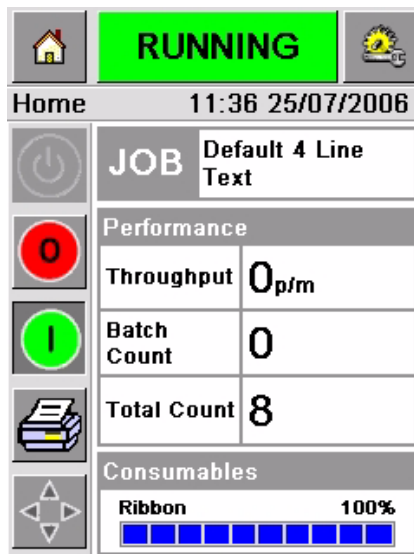 RUNNING
Home 11:36 25/07/2006
JOB Default 4 Line
Text
Performance
O
Throughput 0p/m
I
Batch
Count 0
Total Count 8
Consumables
Ribbon 100%